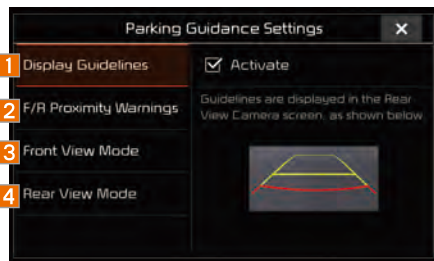 Parking Guidance Settings
1 Display Guidelines
Activate
2 F/R Proximity Warnings
Guidelines are displayed in the Rear
View Camera screen, as shown below
3 Front View Mode
4 Rear View Mode